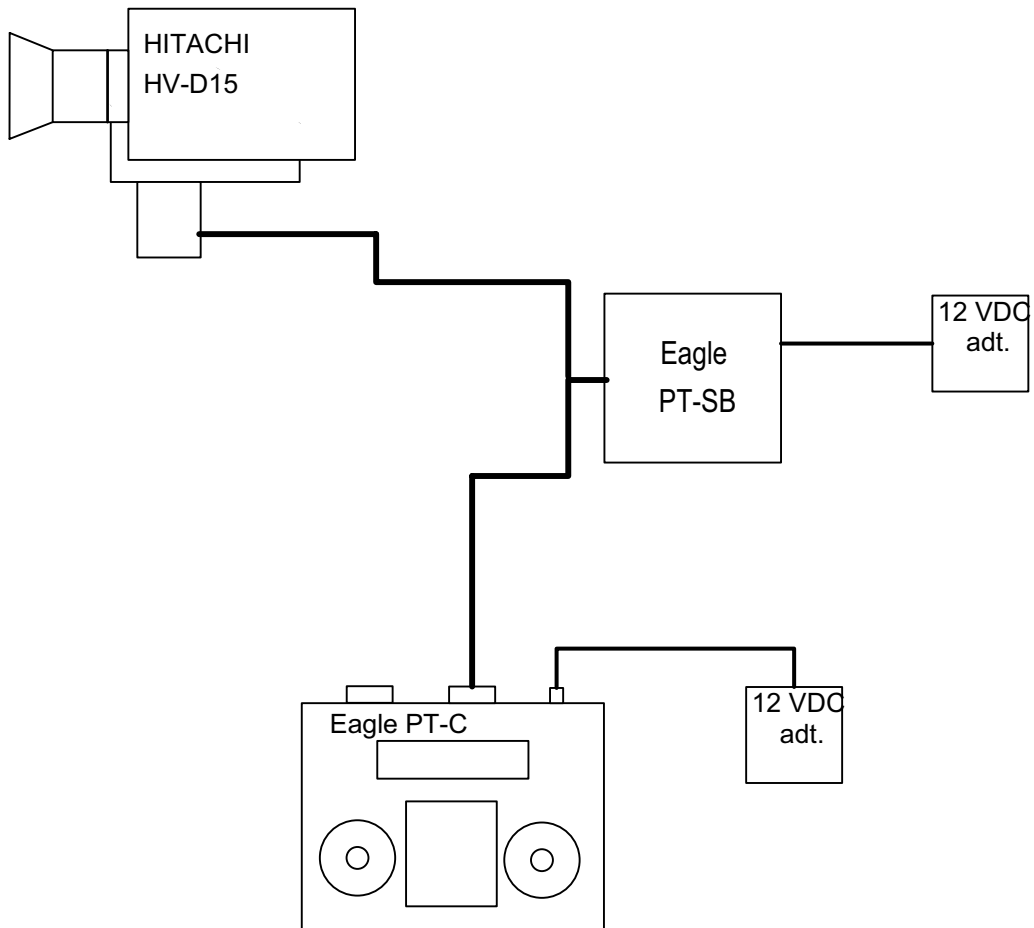 HITACHI
HV-D15
Eagle
PT-SB
12 VDC
adt.
Eagle PT-C
12 VDC
adt.